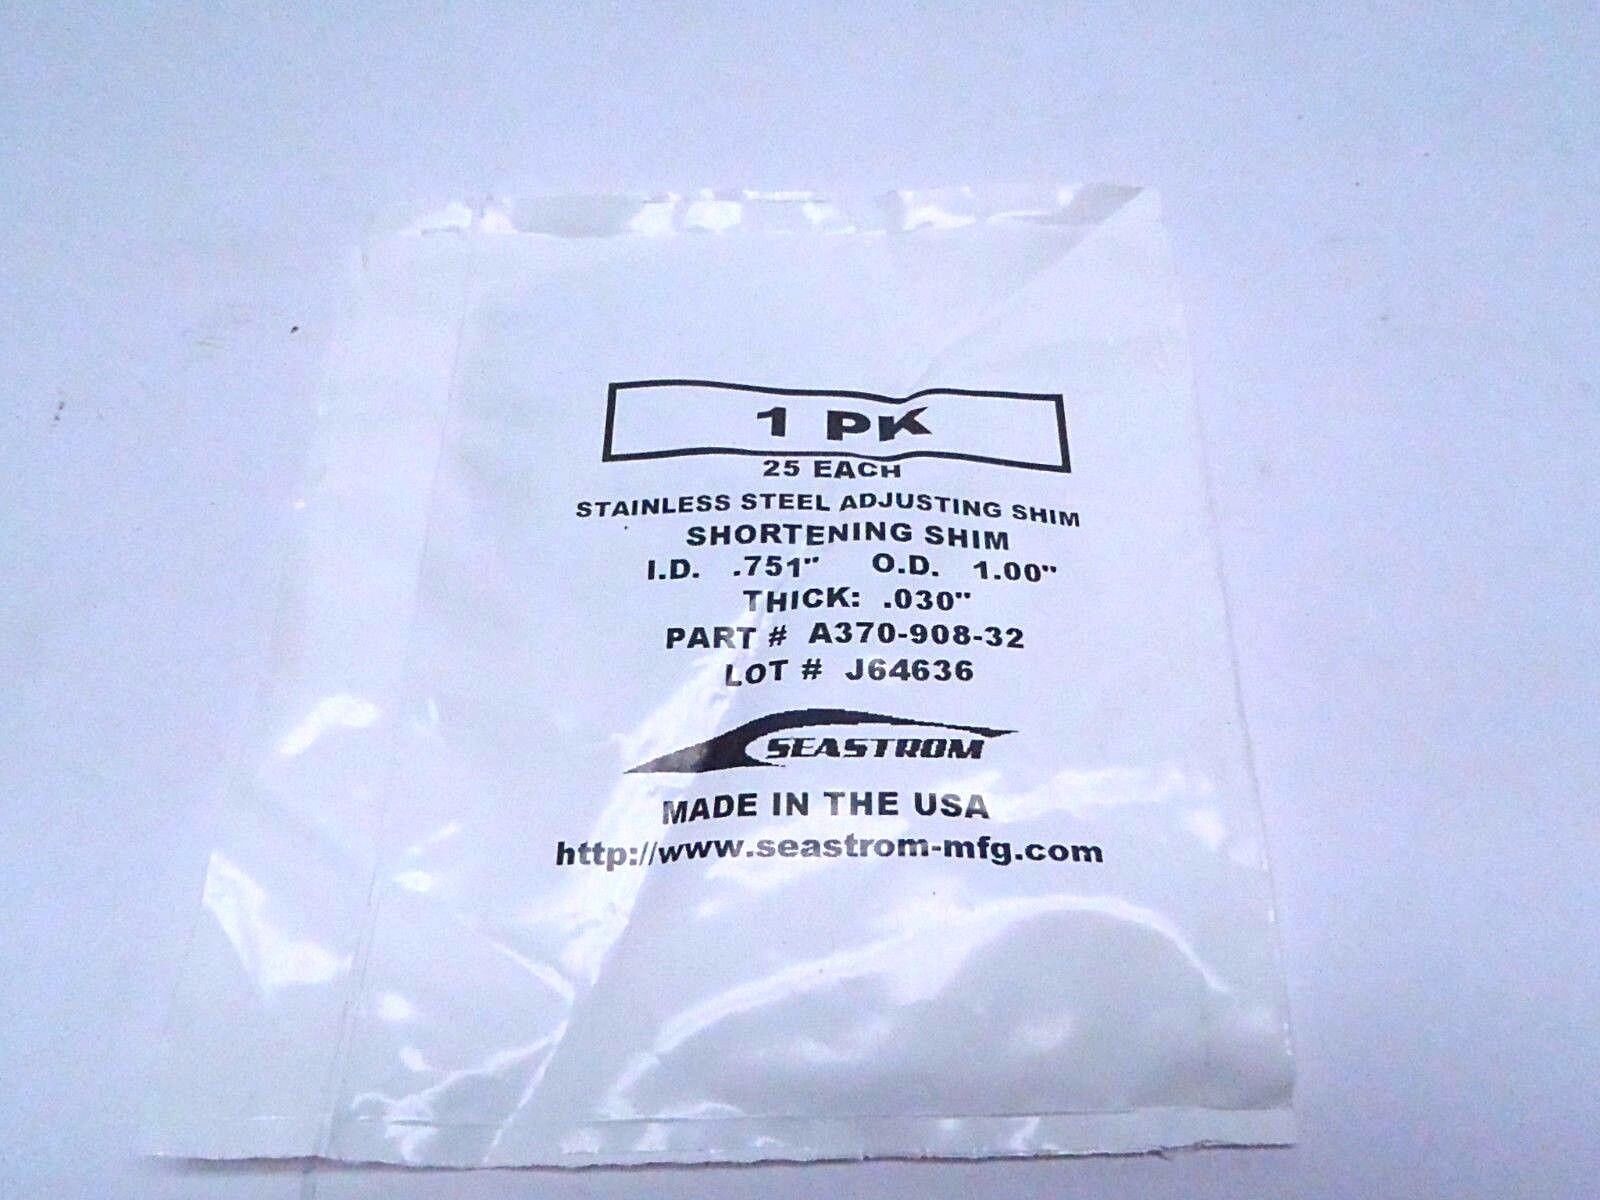 1 PK
25 EACH
STAINLESS STEEL ADJUSTING SHIM
SHORTENING SHIM
I.D. .751" O.D. 1.00"
THICK: .030"
PART # A370-908-32
LOT # J64636
SEASTROM
MADE IN THE USA
http://www.seastrom-mfg.com